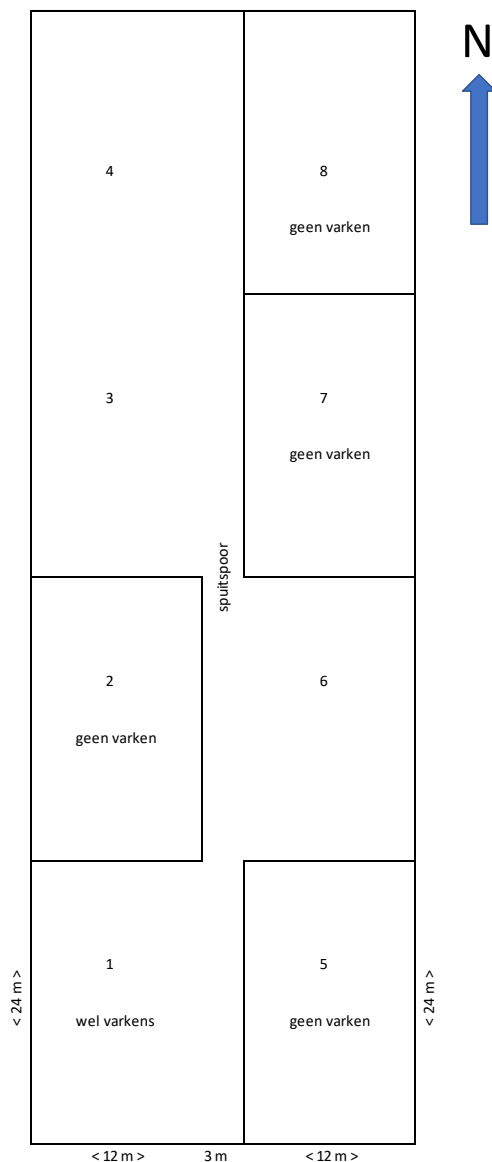 N
4
8
geen varken
3
7
geen varken
spuitspoor
2
6
geen varken
1
5
wel varkens
geen varken
< 24 m >
< 24 m >
< 12 m >
3 m
< 12 m >